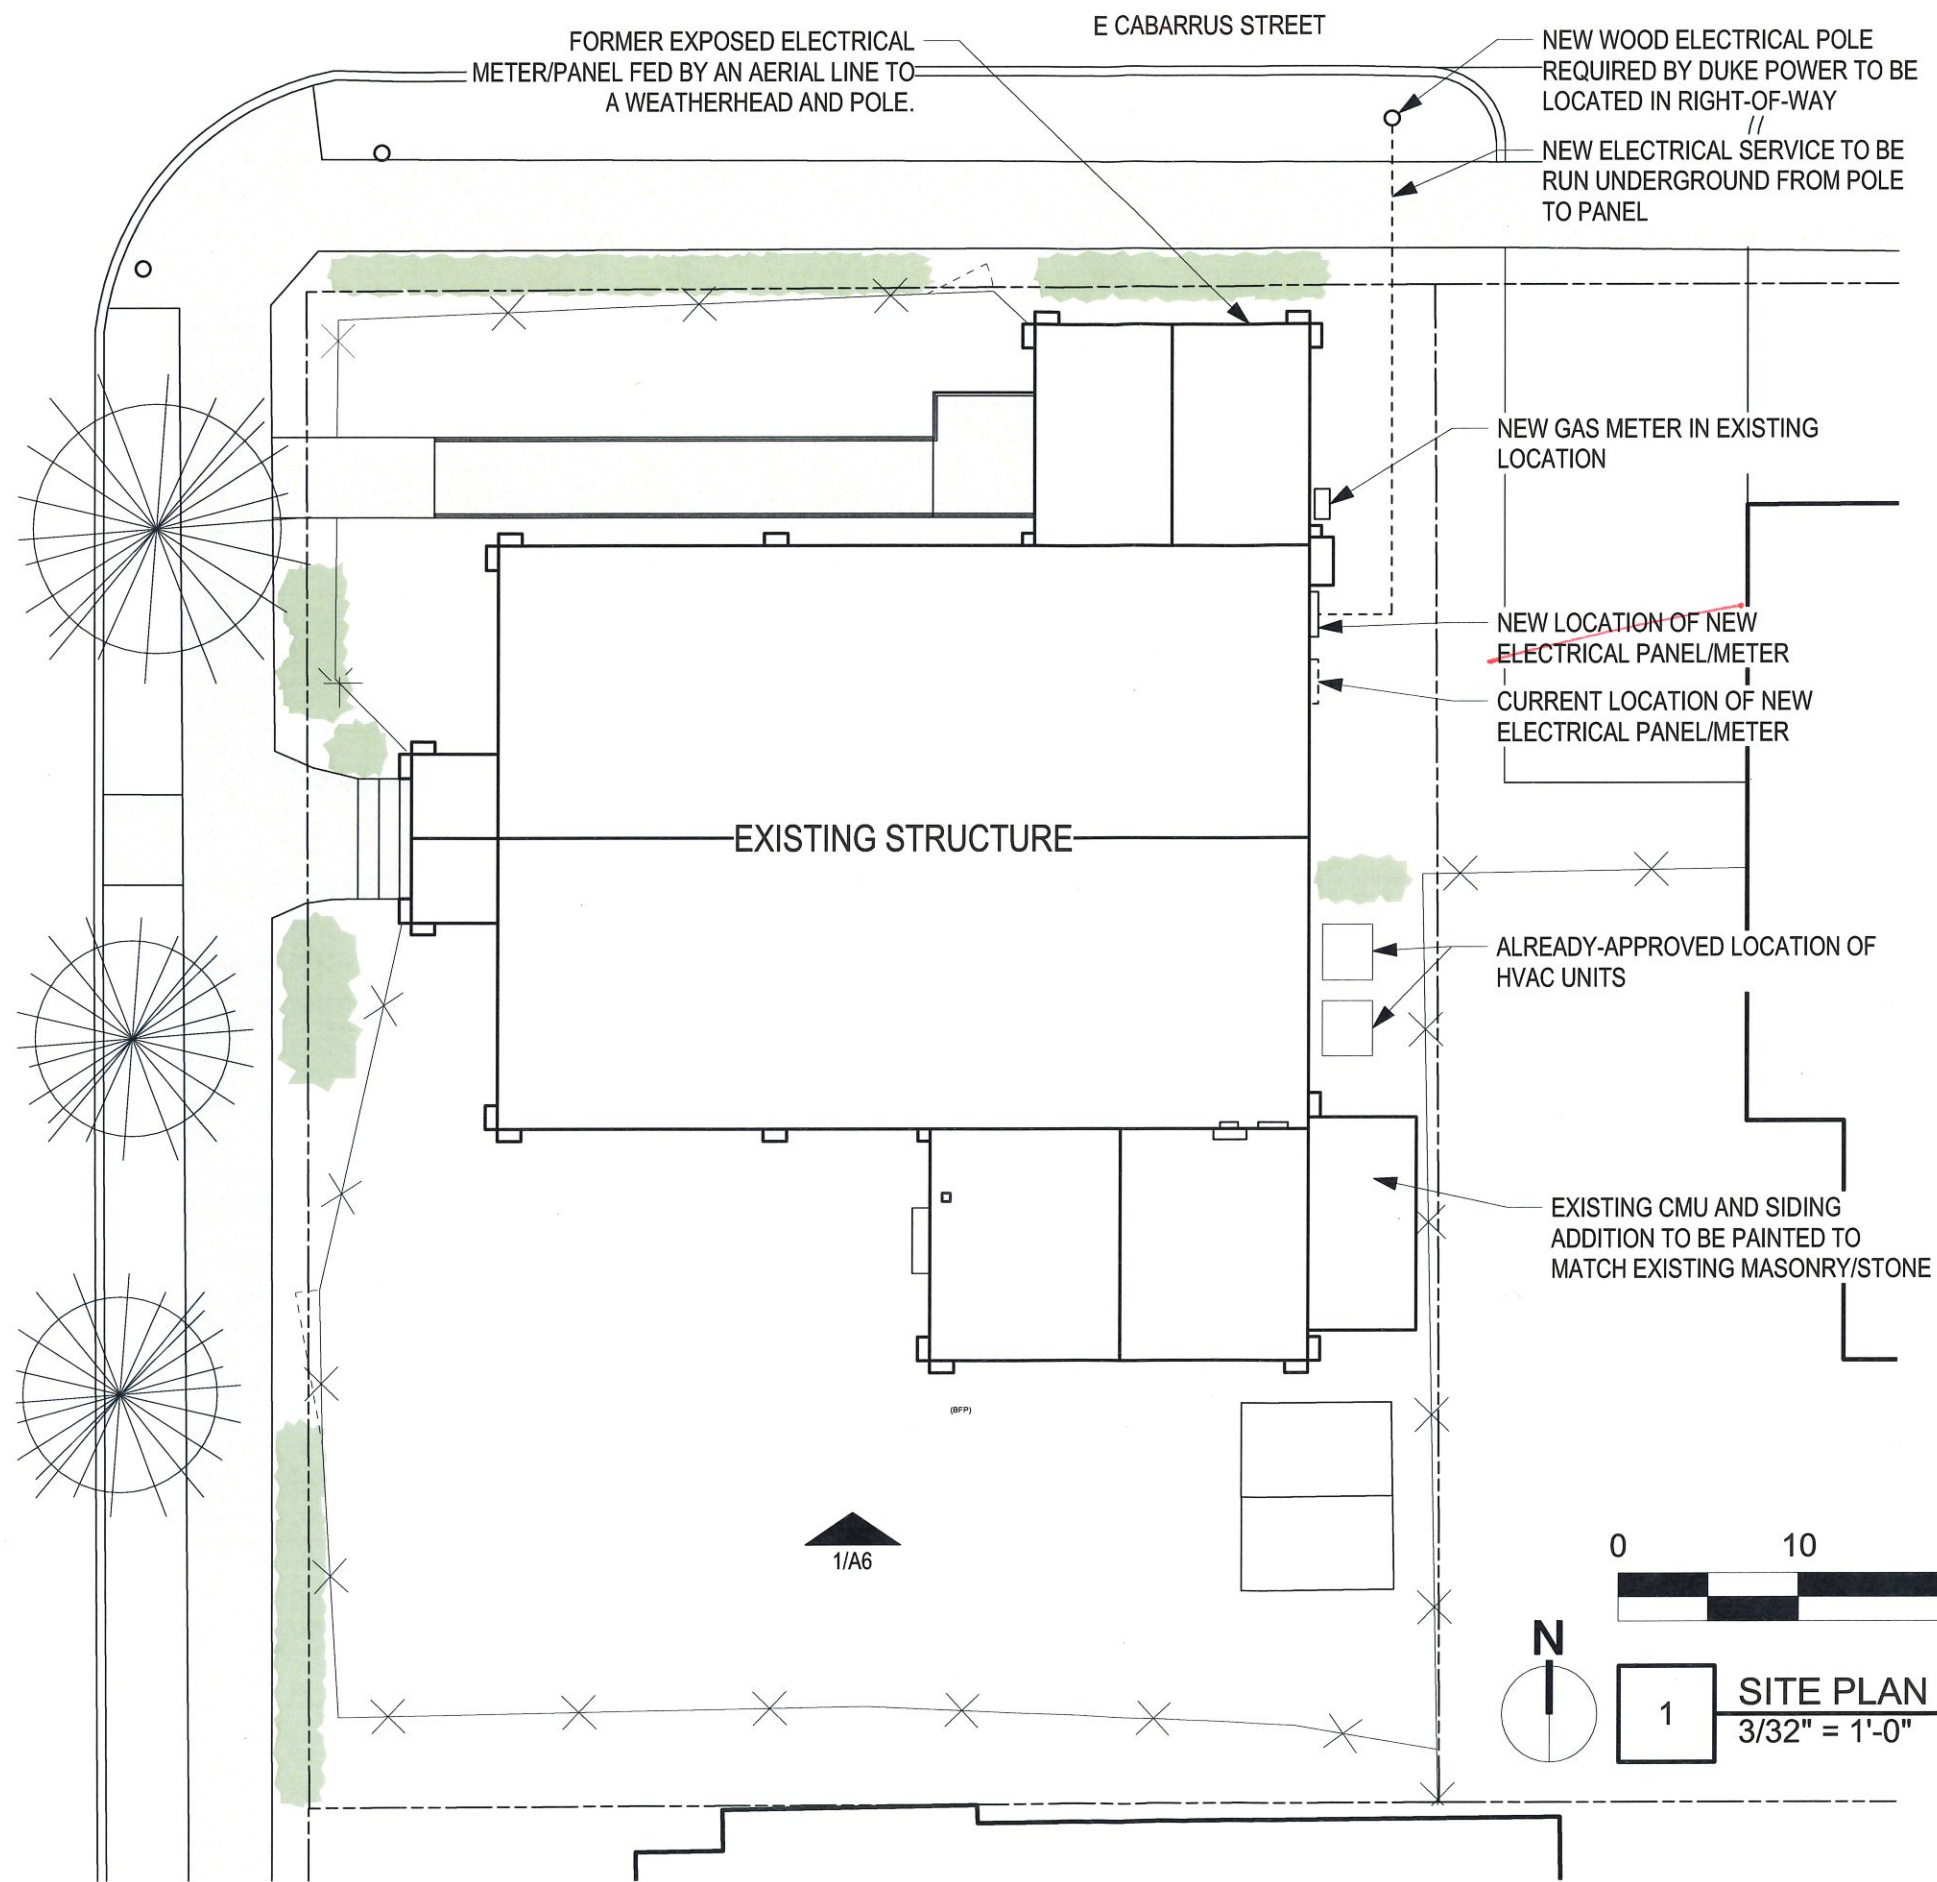 E CABARRUS STREET
FORMER EXPOSED ELECTRICAL
METER/PANEL FED BY AN AERIAL LINE TO
A WEATHERHEAD AND POLE.
NEW WOOD ELECTRICAL POLE
REQUIRED BY DUKE POWER TO BE
LOCATED IN RIGHT-OF-WAY
NEW ELECTRICAL SERVICE TO BE
RUN UNDERGROUND FROM POLE
TO PANEL
NEW GAS METER IN EXISTING
LOCATION
NEW LOCATION OF NEW
ELECTRICAL PANEL/METER
CURRENT LOCATION OF NEW
ELECTRICAL PANEL/METER
EXISTING STRUCTURE
ALREADY-APPROVED LOCATION OF
HVAC UNITS
EXISTING CMU AND SIDING
ADDITION TO BE PAINTED TO
MATCH EXISTING MASONRY/STONE
(BFP)
1/A6
0 10
N
1
SITE PLAN
3/32" = 1'-0"